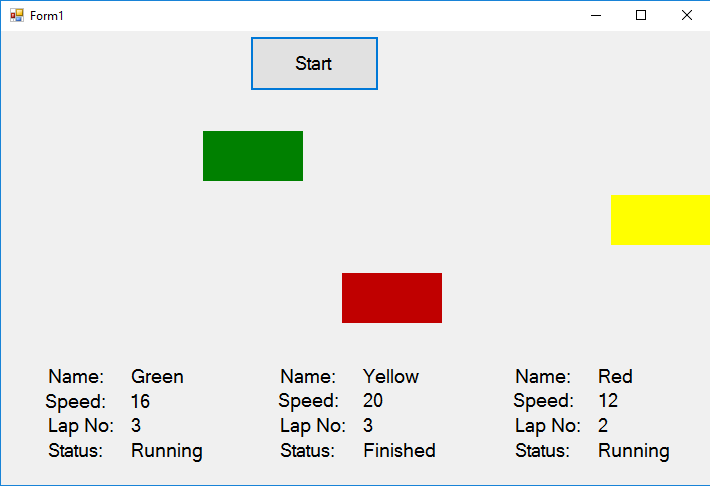 Form1
Start
Name: Green
Speed: 16
Lap No: 3
Status: Running
Name: Yellow
Speed: 20
Lap No: 3
Status: Finished
Name: Red
Speed: 12
Lap No: 2
Status: Running